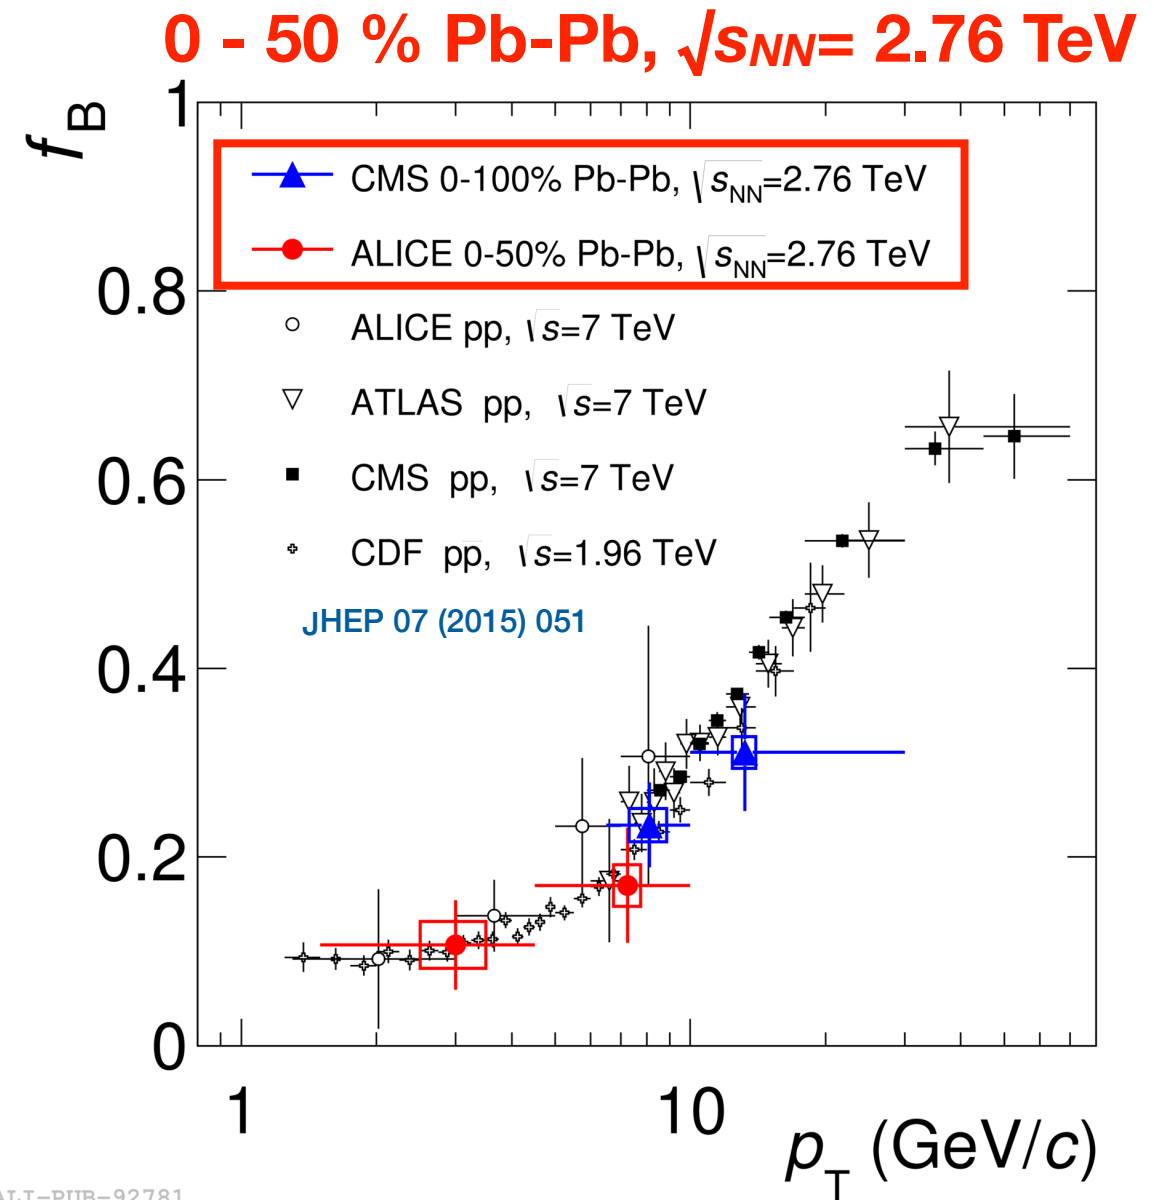 0 - 50 % Pb-Pb, √sNN= 2.76 TeV
fB
1
CMS 0-100% Pb-Pb, √sNN=2.76 TeV
ALICE 0-50% Pb-Pb, √sNN=2.76 TeV
0.8
ALICE pp, √s=7 TeV
ATLAS pp, √s=7 TeV
0.6
CMS pp, √s=7 TeV
CDF pp̅, √s=1.96 TeV
JHEP 07 (2015) 051
0.4
0.2
0
1 10
pT (GeV/c)
ALI-PUB-92781